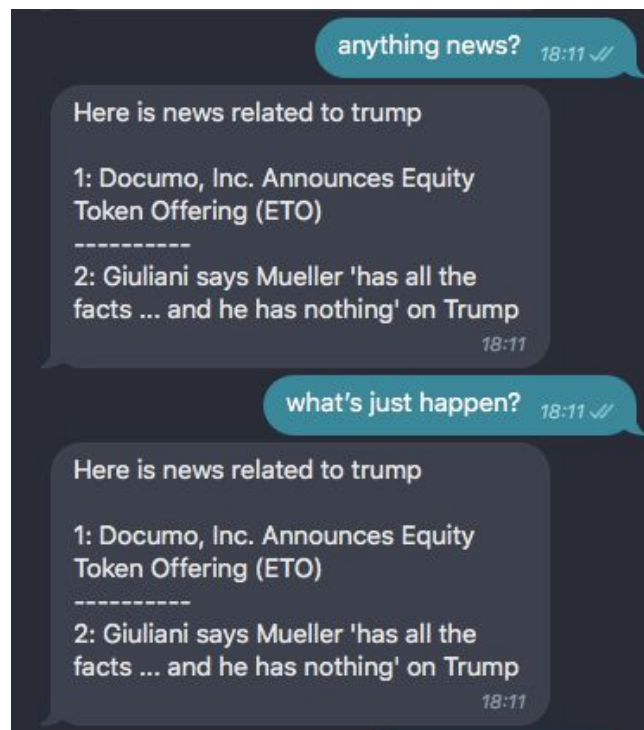 anything news? 18:11
Here is news related to trump
1: Documo, Inc. Announces Equity
Token Offering (ETO)
----------
2: Giuliani says Mueller 'has all the
facts ... and he has nothing' on Trump
18:11
what's just happen? 18:11
Here is news related to trump
1: Documo, Inc. Announces Equity
Token Offering (ETO)
----------
2: Giuliani says Mueller 'has all the
facts ... and he has nothing' on Trump
18:11